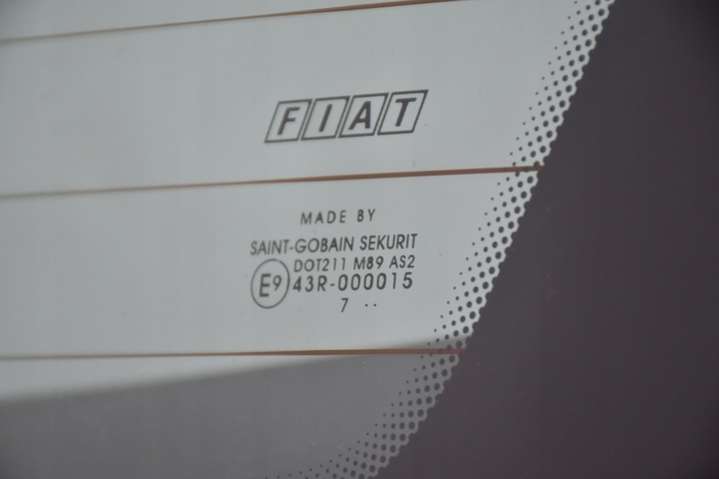 FIAT
MADE BY
SAINT-GOBAIN SEKURIT
DOT211 M89 AS2
E9 43R-000015
7 ..